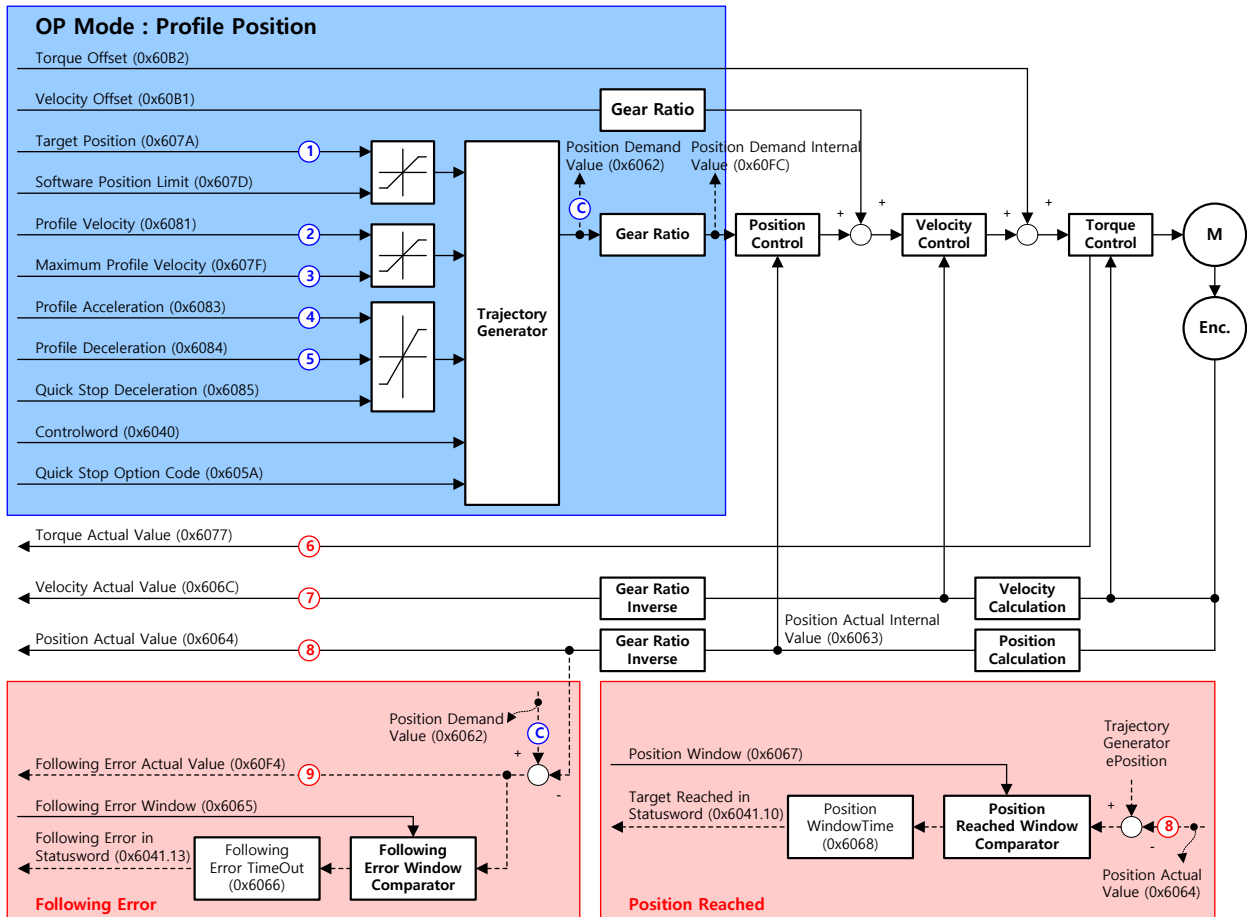 OP Mode : Profile Position
Torque Offset (0x60B2)
Velocity Offset (0x60B1)
Gear Ratio
Target Position (0x607A)
1
Software Position Limit (0x607D)
Profile Velocity (0x6081)
2
Maximum Profile Velocity (0x607F)
3
Profile Acceleration (0x6083)
4
Profile Deceleration (0x6084)
5
Quick Stop Deceleration (0x6085)
Controlword (0x6040)
Quick Stop Option Code (0x605A)
Trajectory
Generator
Position Demand
Value (0x6062)
C
Position Demand Internal
Value (0x60FC)
Gear Ratio
Position
Control
+
+
Velocity
Control
+
+
Torque
Control
M
Enc.
Torque Actual Value (0x6077)
6
Velocity Actual Value (0x606C)
7
Gear Ratio
Inverse
Velocity
Calculation
Position Actual Value (0x6064)
8
Gear Ratio
Inverse
Position Actual Internal
Value (0x6063)
Position
Calculation
Position Demand
Value (0x6062)
C
+
-
Following Error Actual Value (0x60F4)
9
Following Error Window (0x6065)
Following Error in
Statusword (0x6041.13)
Following
Error TimeOut
(0x6066)
Following
Error Window
Comparator
Following Error
Position Window (0x6067)
Trajectory
Generator
ePosition
Target Reached in
Statusword (0x6041.10)
Position
WindowTime
(0x6068)
Position
Reached Window
Comparator
+
-
8
Position Actual
Value (0x6064)
Position Reached